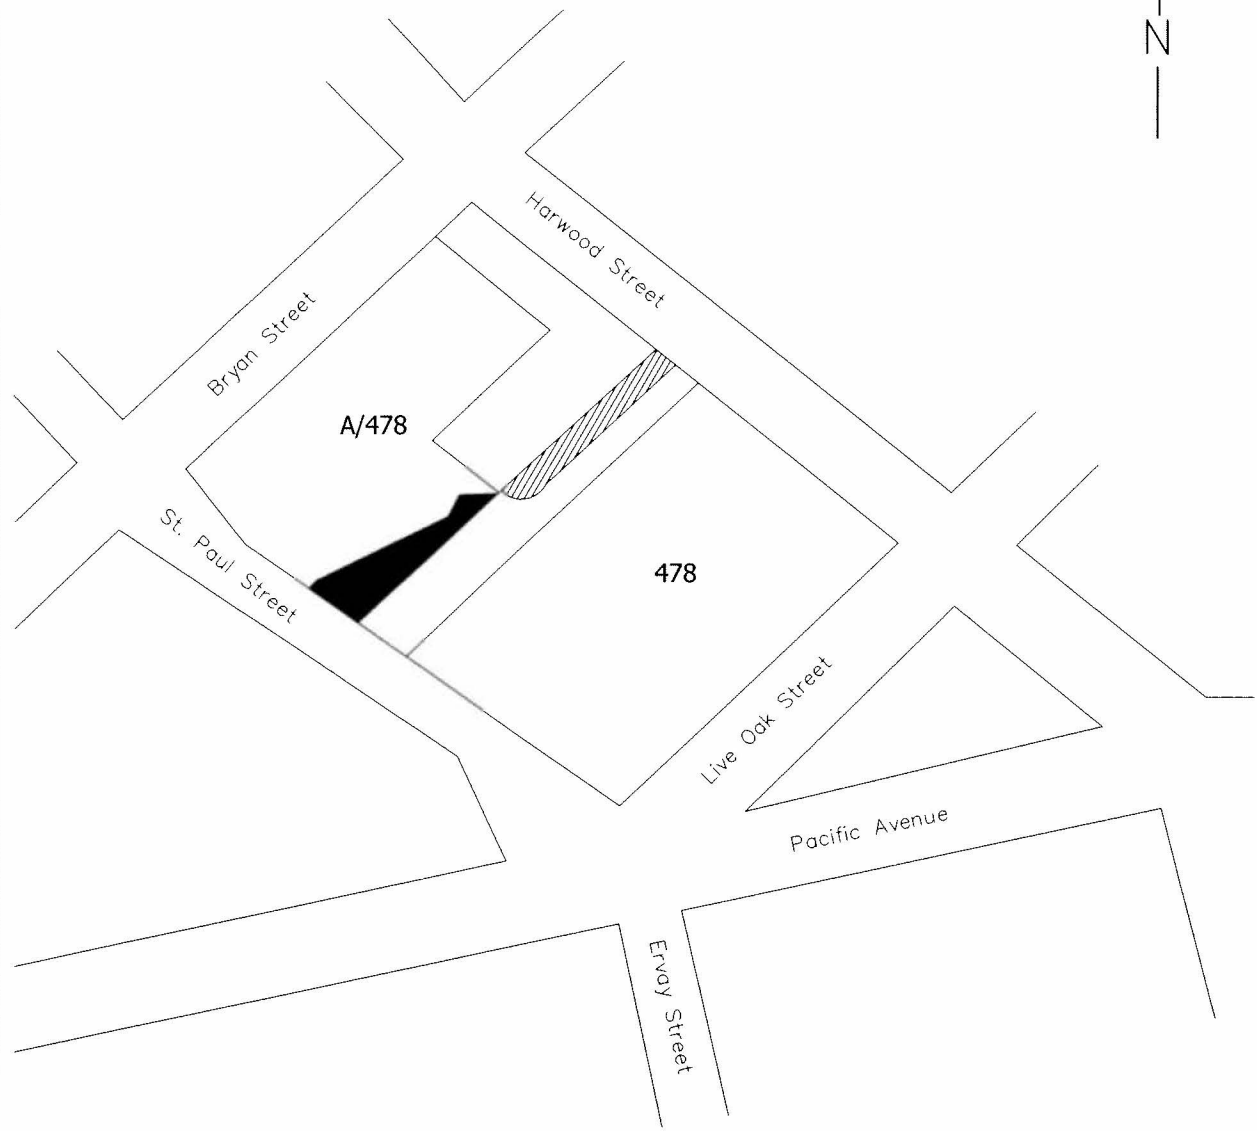 N
Harwood Street
Bryan Street
A/478
St. Paul Street
478
Live Oak Street
Pacific Avenue
Ervay Street